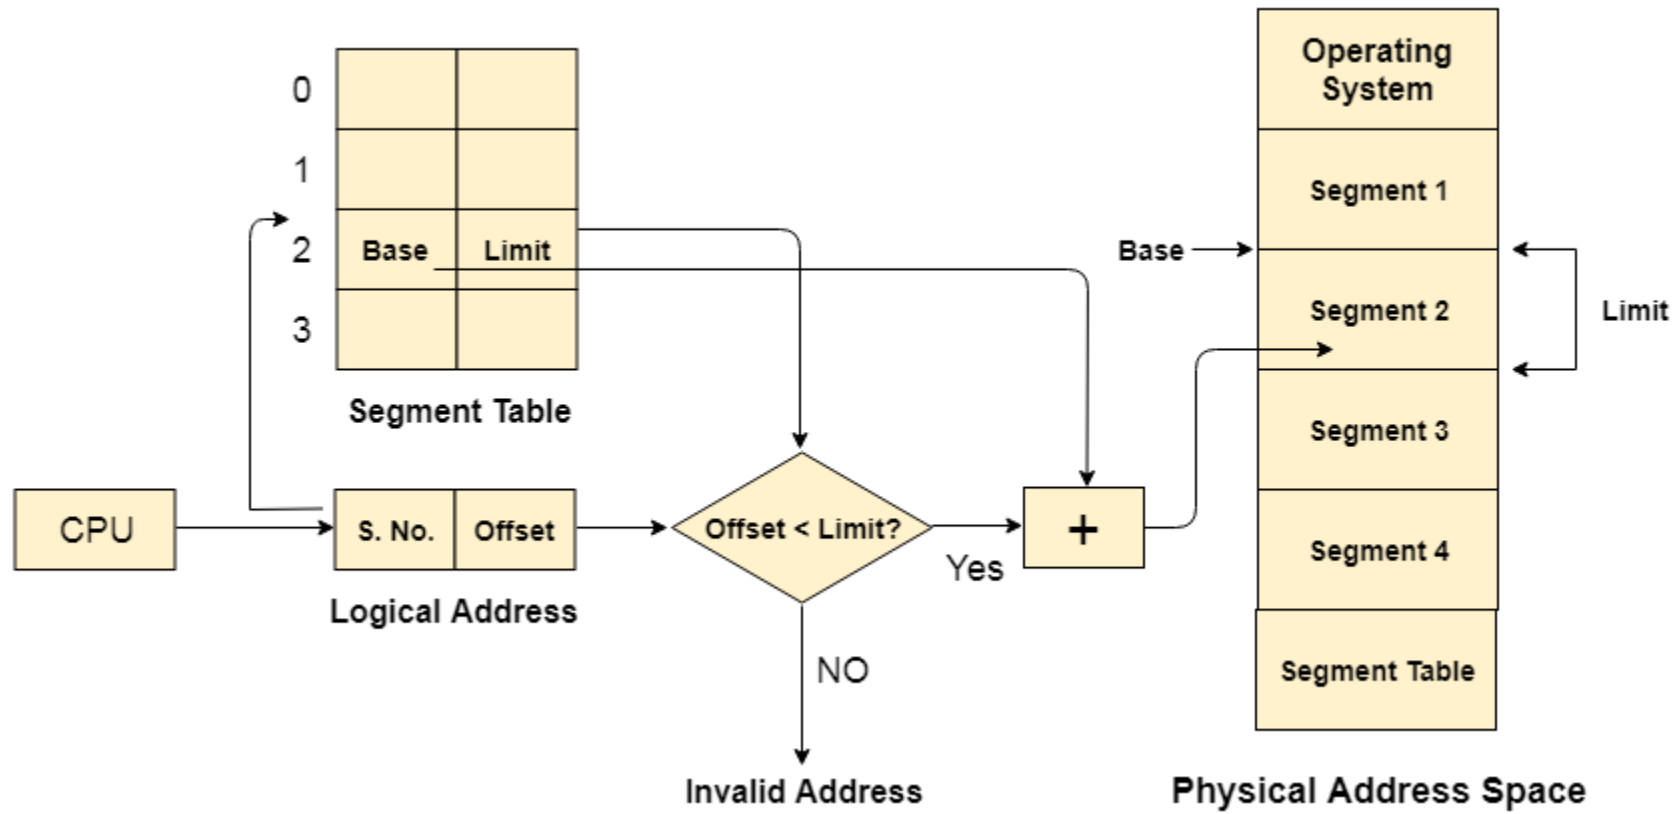 0
1
2
3
Base
Limit
Segment Table
CPU
S. No.
Offset
Logical Address
Offset < Limit?
Yes
+
NO
Invalid Address
Operating
System
Segment 1
Base
Segment 2
Limit
Segment 3
Segment 4
Segment Table
Physical Address Space